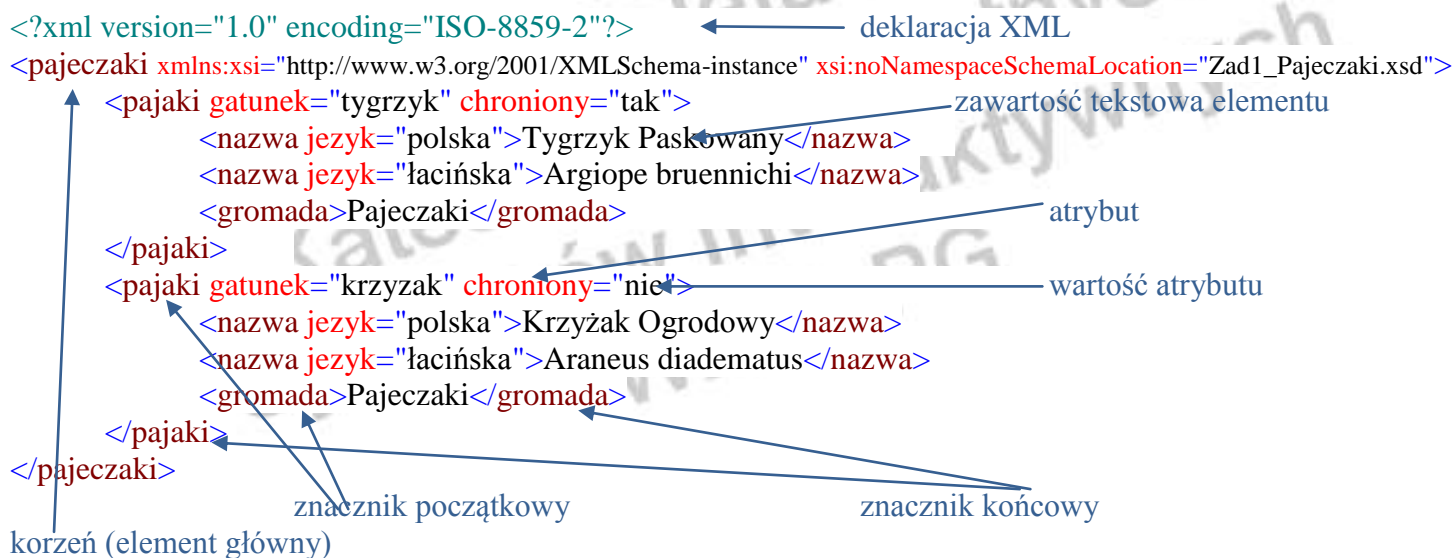 <?xml version="1.0" encoding="ISO-8859-2"?> deklaracja XML
<pajeczaki xmlns:xsi="http://www.w3.org/2001/XMLSchema-instance" xsi:noNamespaceSchemaLocation="Zad1_Pajeczaki.xsd">
<pajaki gatunek="tygrzyk" chroniony="tak"> zawartość tekstowa elementu
<nazwa jezyk="polska">Tygrzyk Paskowany</nazwa>
<nazwa jezyk="łacińska">Argiope bruennichi</nazwa>
<gromada>Pajeczaki</gromada> atrybut
</pajaki>
<pajaki gatunek="krzyzak" chroniony="nie"> wartość atrybutu
<nazwa jezyk="polska">Krzyżak Ogrodowy</nazwa>
<nazwa jezyk="łacińska">Araneus diadematus</nazwa>
<gromada>Pajeczaki</gromada>
</pajaki>
</pajeczaki>
znacznik początkowy znacznik końcowy
korzeń (element główny)